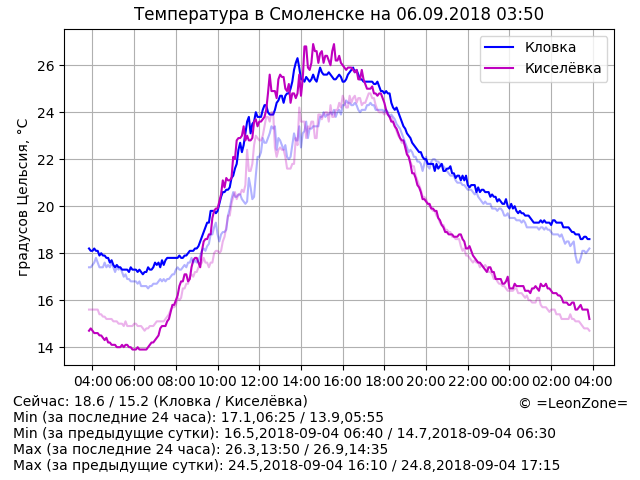 Температура в Смоленске на 06.09.2018 03:50
градусов Цельсия, °C
26
24
22
20
18
16
14
Кловка
Киселёвка
04:00 06:00 08:00 10:00 12:00 14:00 16:00 18:00 20:00 22:00 00:00 02:00 04:00
Сейчас: 18.6 / 15.2 (Кловка / Киселёвка)
© =LeonZone=
Min (за последние 24 часа): 17.1,06:25 / 13.9,05:55
Min (за предыдущие сутки): 16.5,2018-09-04 06:40 / 14.7,2018-09-04 06:30
Max (за последние 24 часа): 26.3,13:50 / 26.9,14:35
Max (за предыдущие сутки): 24.5,2018-09-04 16:10 / 24.8,2018-09-04 17:15